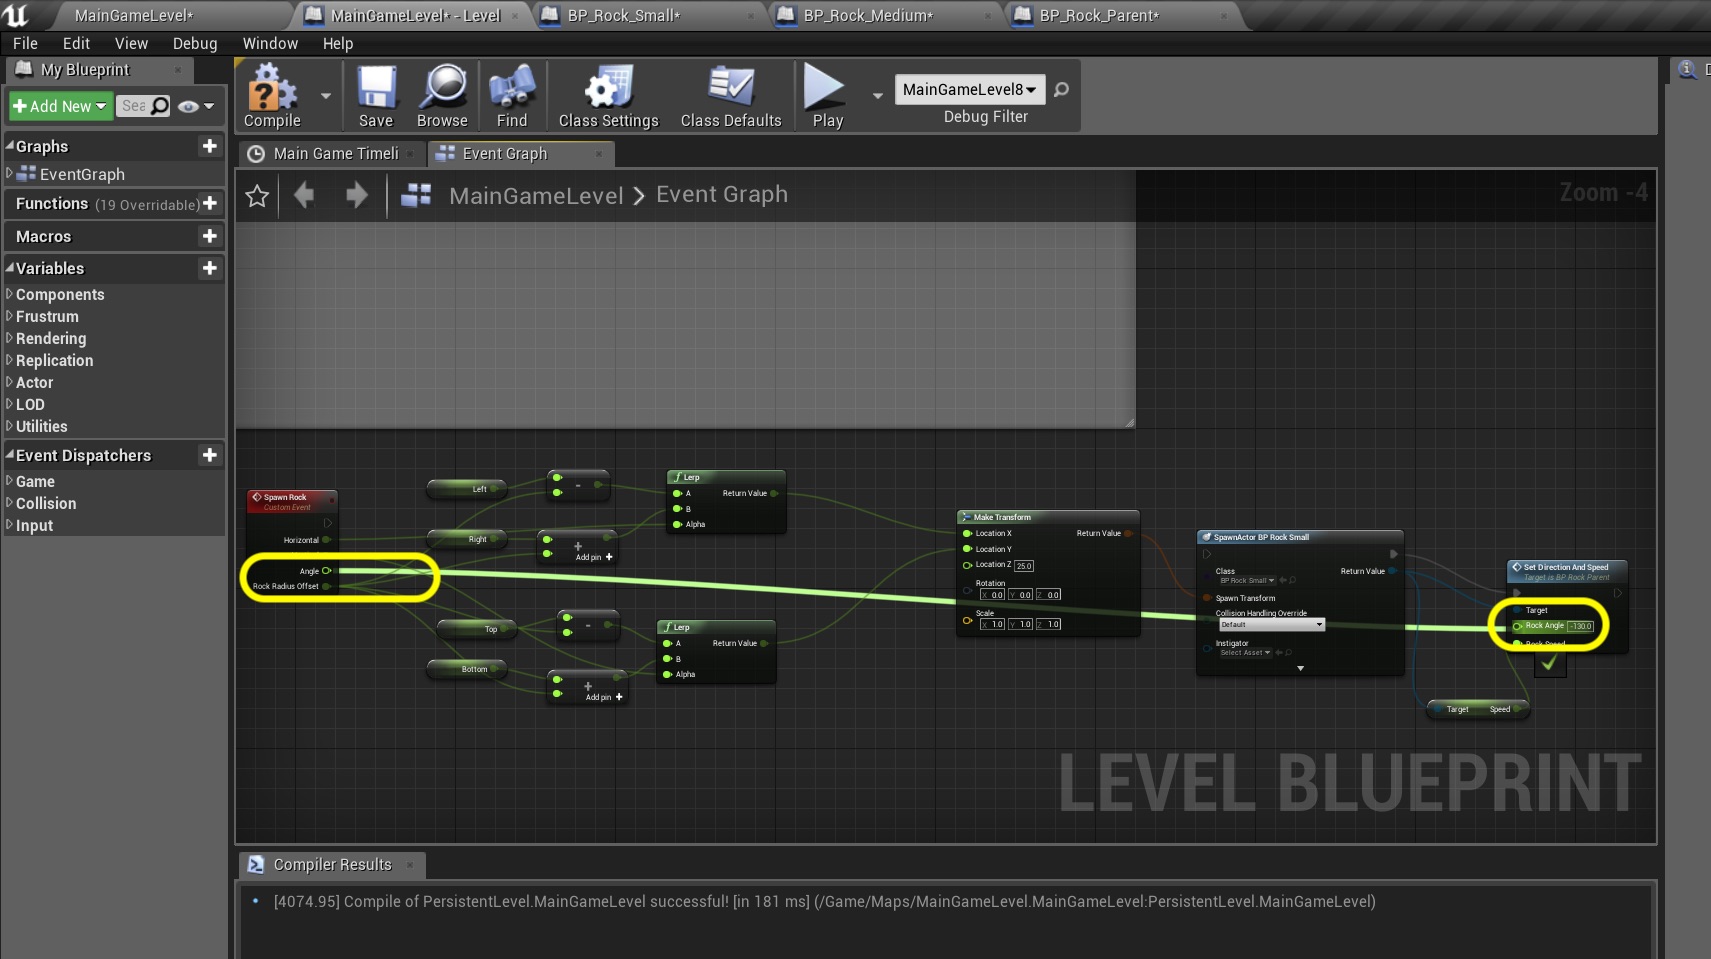 MainGameLevel*
MainGameLevel* - Level
BP_Rock_Small*
BP_Rock_Medium*
BP_Rock_Parent*
File Edit View Debug Window Help
My Blueprint
Add New
Sea
Compile
Save
Browse
Find
Class Settings
Class Defaults
Play
MainGameLevel8
Debug Filter
Graphs
EventGraph
Functions (19 Overridable)
Macros
Variables
Components
Frustrum
Rendering
Replication
Actor
LOD
Utilities
Event Dispatchers
Game
Collision
Input
Main Game Timeli
Event Graph
MainGameLevel > Event Graph
Zoom -4
Spawn Rock
Custom Event
Horizontal
Angle
Rock Radius Offset
Left
-
Right
+
Add pin +
Lerp
A Return Value
B
Alpha
Top
-
Bottom
+
Add pin +
Lerp
A Return Value
B
Alpha
Make Transform
Location X Return Value
Location Y
Location Z 25.0
Rotation
X 0.0 Y 0.0 Z 0.0
Scale
X 1.0 Y 1.0 Z 1.0
SpawnActor BP Rock Small
Class Return Value
BP Rock Small
Spawn Transform
Collision Handling Override
Default
Instigator
Select Asset
Set Direction And Speed
Target is BP Rock Parent
Target
Rock Angle -130.0
Rock Speed
Target Speed
LEVEL BLUEPRINT
Compiler Results
[4074.95] Compile of PersistentLevel.MainGameLevel successful! [in 181 ms] (/Game/Maps/MainGameLevel.MainGameLevel:PersistentLevel.MainGameLevel)